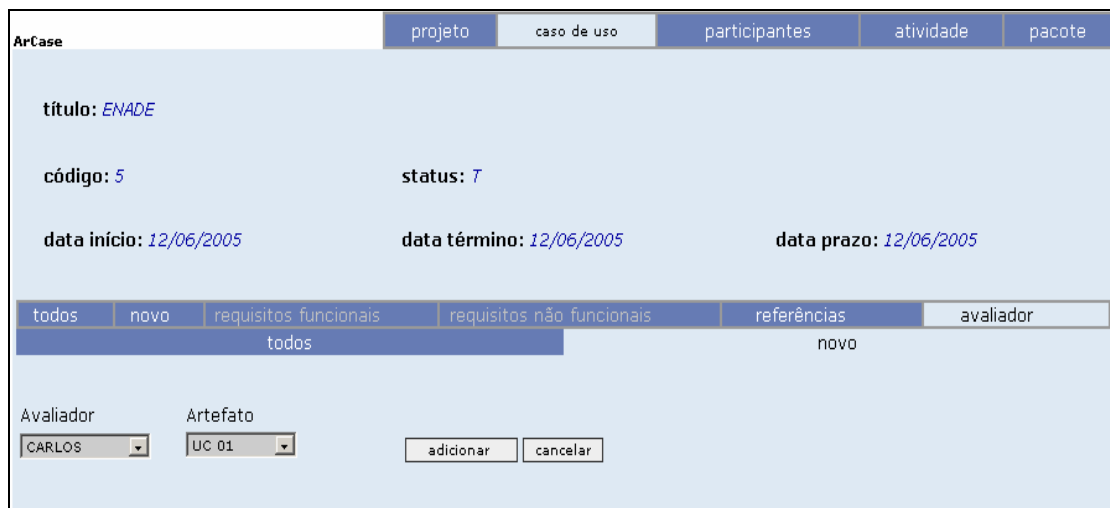 ArCase projeto caso de uso participantes atividade pacote
título: ENADE
código: 5 status: T
data início: 12/06/2005 data término: 12/06/2005 data prazo: 12/06/2005
todos novo requisitos funcionais requisitos não funcionais referências avaliador
todos novo
Avaliador Artefato
CARLOS UC 01 adicionar cancelar